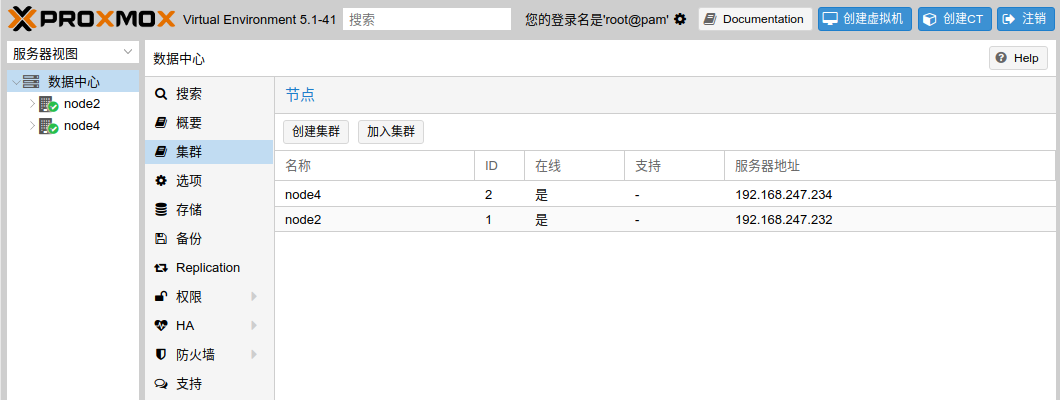 PROXMOX Virtual Environment 5.1-41 搜索 您的登录名是'root@pam' Documentation 创建虚拟机 创建CT 注销
服务器视图
数据中心
node2
node4
数据中心 Help
搜索
概要
集群
选项
存储
备份
Replication
权限
HA
防火墙
支持
节点
创建集群 加入集群
名称 ID 在线 支持 服务器地址
node4 2 是 - 192.168.247.234
node2 1 是 - 192.168.247.232